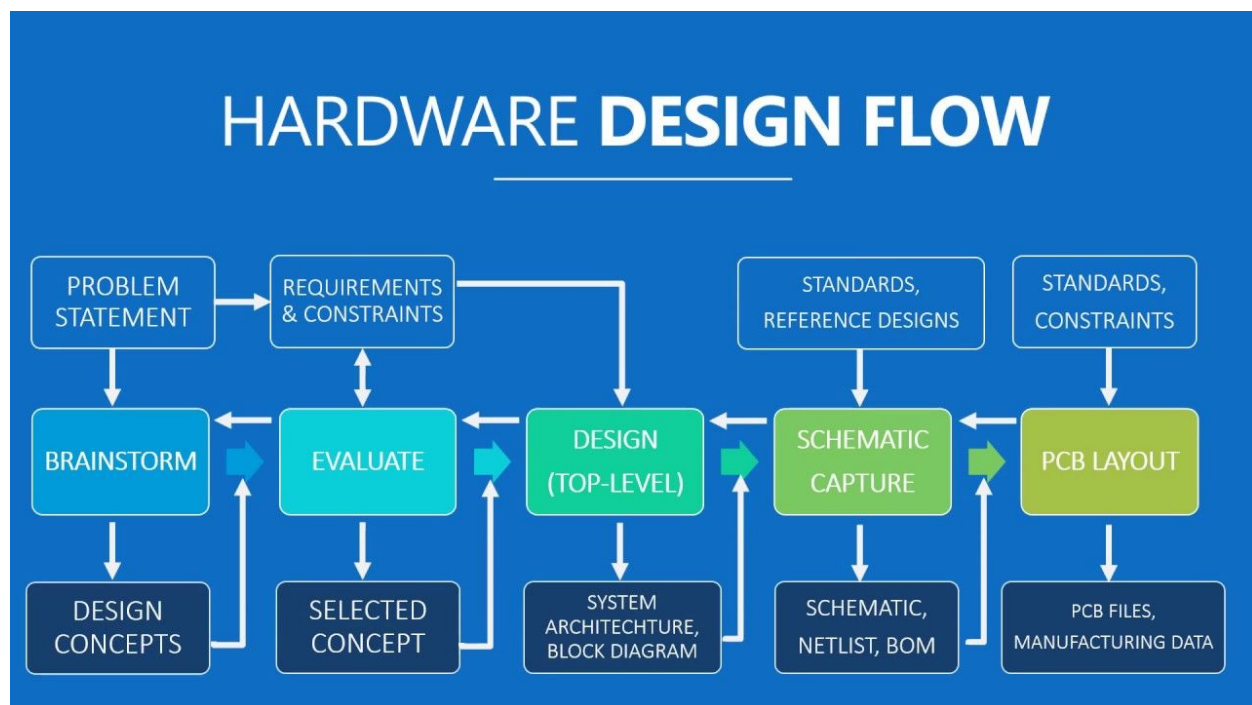 HARDWARE DESIGN FLOW
PROBLEM
STATEMENT
REQUIREMENTS
& CONSTRAINTS
STANDARDS,
REFERENCE DESIGNS
STANDARDS,
CONSTRAINTS
BRAINSTORM
EVALUATE
DESIGN
(TOP-LEVEL)
SCHEMATIC
CAPTURE
PCB LAYOUT
DESIGN
CONCEPTS
SELECTED
CONCEPT
SYSTEM
ARCHITECHTURE,
BLOCK DIAGRAM
SCHEMATIC,
NETLIST, BOM
PCB FILES,
MANUFACTURING DATA